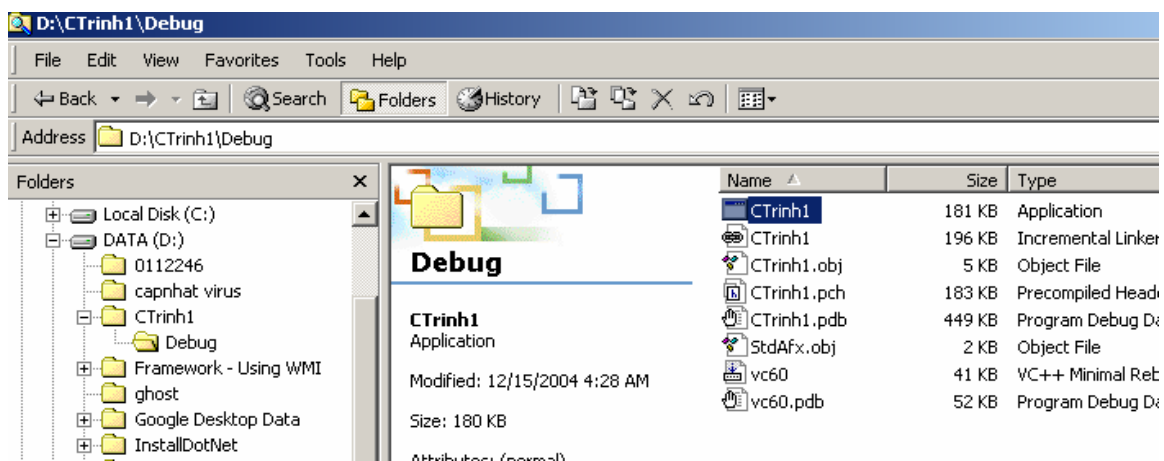 D:\CTrinh1\Debug
File Edit View Favorites Tools Help
Back Search Folders History
Address D:\CTrinh1\Debug
Folders x
Local Disk (C:)
DATA (D:)
0112246
capnhat virus
CTrinh1
Debug
Framework - Using WMI
ghost
Google Desktop Data
InstallDotNet
Debug
CTrinh1
Application
Modified: 12/15/2004 4:28 AM
Size: 180 KB
Attributes: (normal)
Name Size Type
CTrinh1 181 KB Application
CTrinh1 196 KB Incremental Linker
CTrinh1.obj 5 KB Object File
CTrinh1.pch 183 KB Precompiled Heade
CTrinh1.pdb 449 KB Program Debug Da
StdAfx.obj 2 KB Object File
vc60 41 KB VC++ Minimal Reb
vc60.pdb 52 KB Program Debug Da